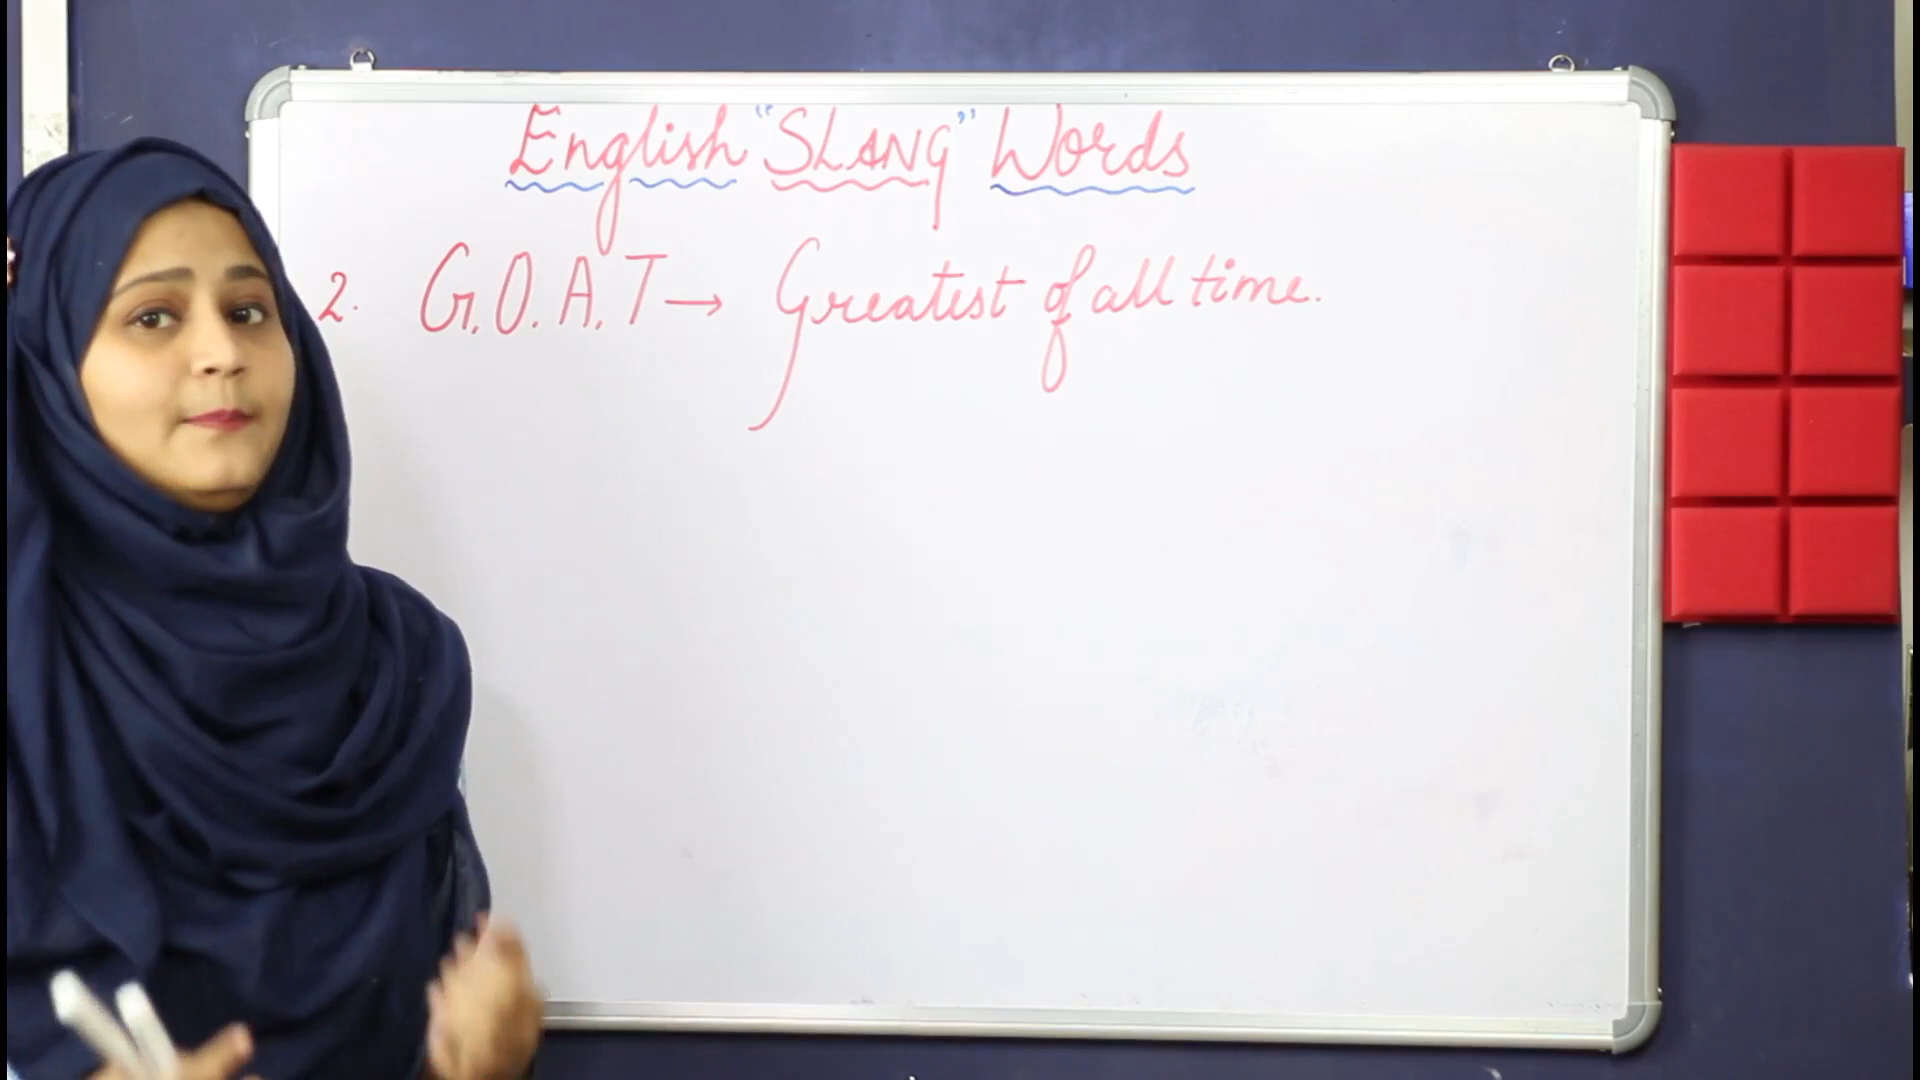 English "SLANG" Words
2. G.O.A.T → Greatest of all time.